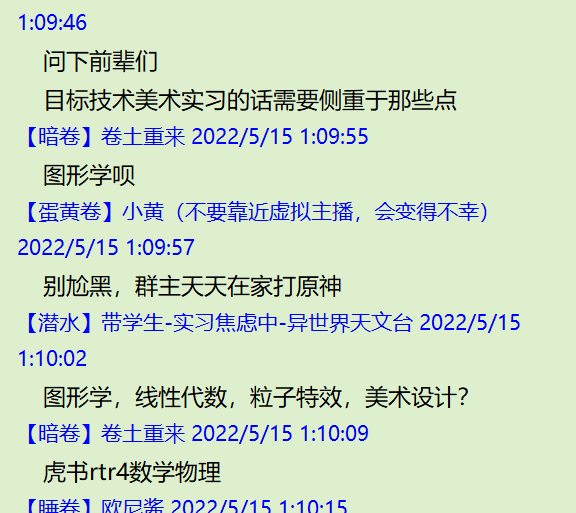 1:09:46
问下前辈们
目标技术美术实习的话需要侧重于那些点
【暗卷】卷土重来 2022/5/15 1:09:55
图形学呗
【蛋黄卷】小黄（不要靠近虚拟主播，会变得不幸）
2022/5/15 1:09:57
别尬黑，群主天天在家打原神
【潜水】带学生-实习焦虑中-异世界天文台 2022/5/15
1:10:02
图形学，线性代数，粒子特效，美术设计？
【暗卷】卷土重来 2022/5/15 1:10:09
虎书rtr4数学物理
【睡卷】欧尼酱 2022/5/15 1:10:15